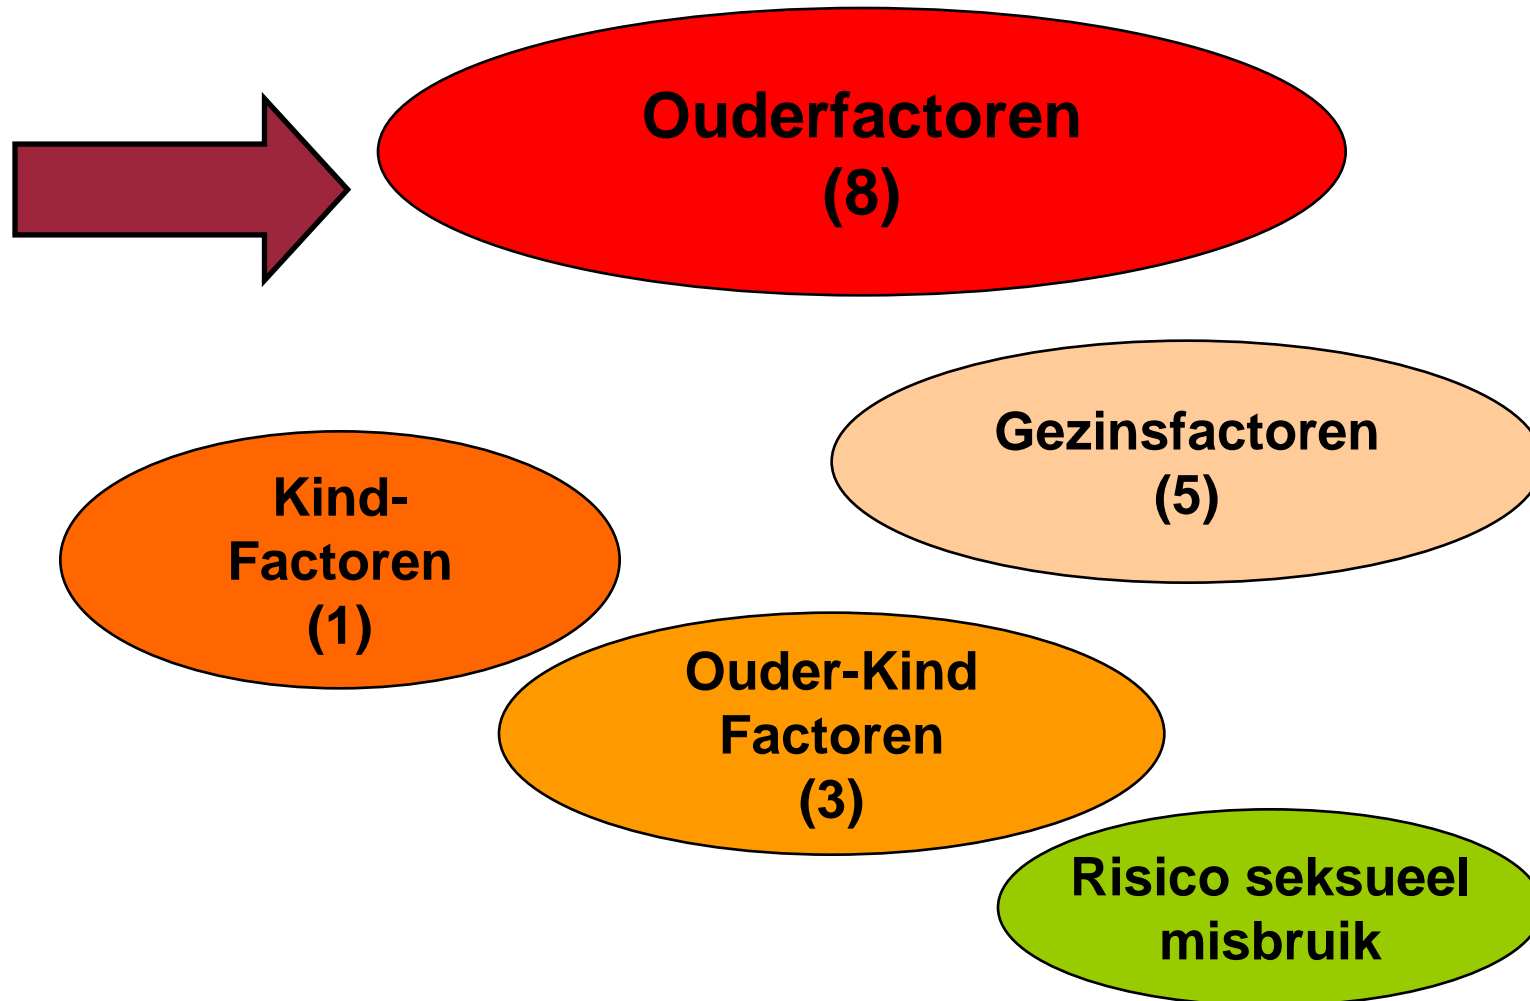 Ouderfactoren
(8)
Gezinsfactoren
(5)
Kind-
Factoren
(1)
Ouder-Kind
Factoren
(3)
Risico seksueel
misbruik